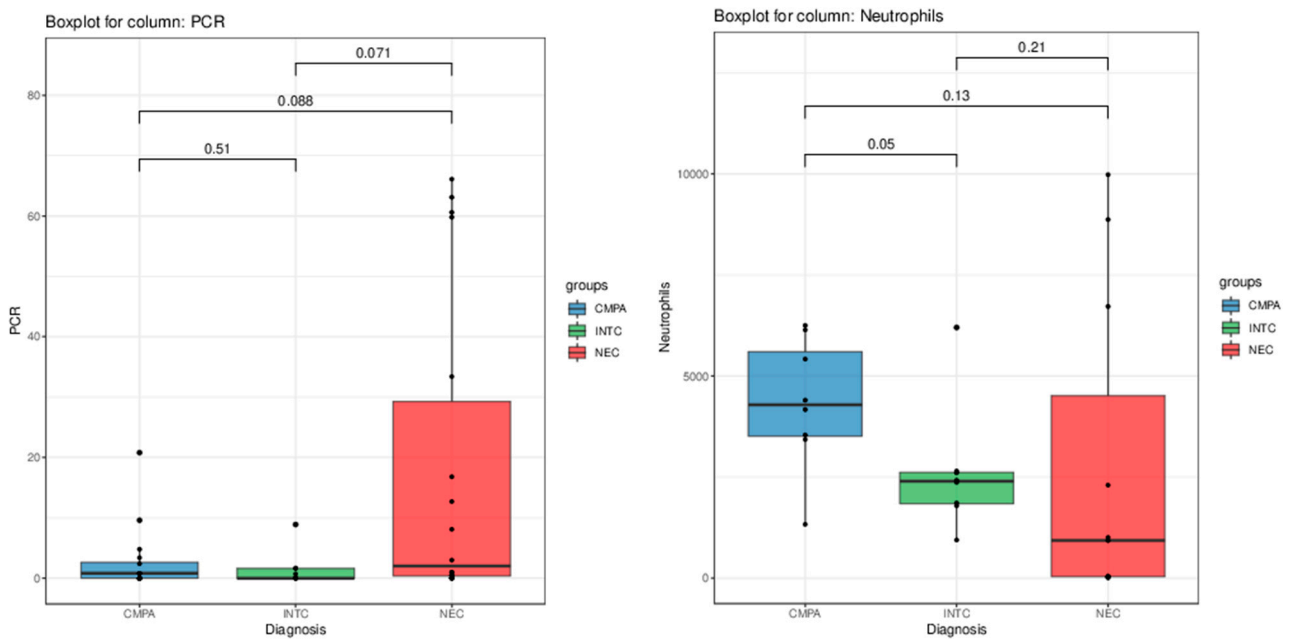 Boxplot for column: PCR
0.071
0.088
0.51
80
60
40
20
0
PCR
CMPA INTC NEC
Diagnosis
groups
CMPA
INTC
NEC
Boxplot for column: Neutrophils
0.21
0.13
0.05
10000
5000
0
Neutrophils
CMPA INTC NEC
Diagnosis
groups
CMPA
INTC
NEC